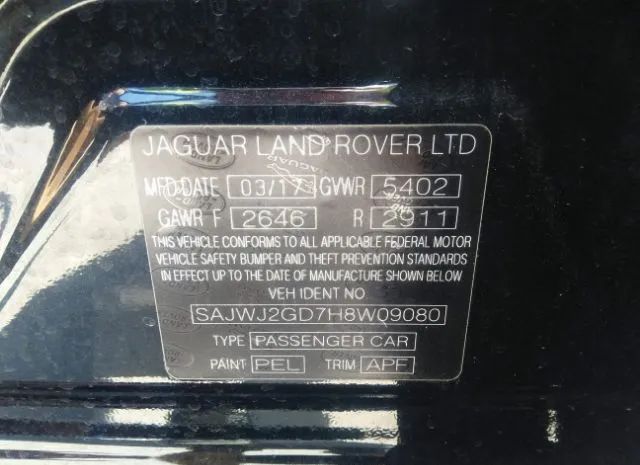 JAGUAR LAND ROVER LTD
MFD DATE 03/17 GVWR 5402
GAWR F 2646 R 2911
THIS VEHICLE CONFORMS TO ALL APPLICABLE FEDERAL MOTOR
VEHICLE SAFETY BUMPER AND THEFT PREVENTION STANDARDS
IN EFFECT UP TO THE DATE OF MANUFACTURE SHOWN BELOW
VEH IDENT NO
SAJWJ2GD7H8W09080
TYPE PASSENGER CAR
PAINT PEL TRIM APF